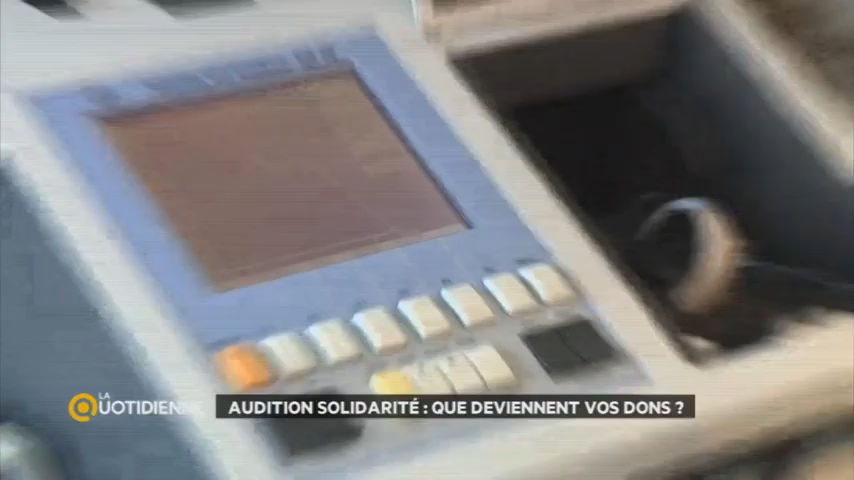 LA
QUOTIDIENNE
AUDITION SOLIDARITÉ : QUE DEVIENNENT VOS DONS ?